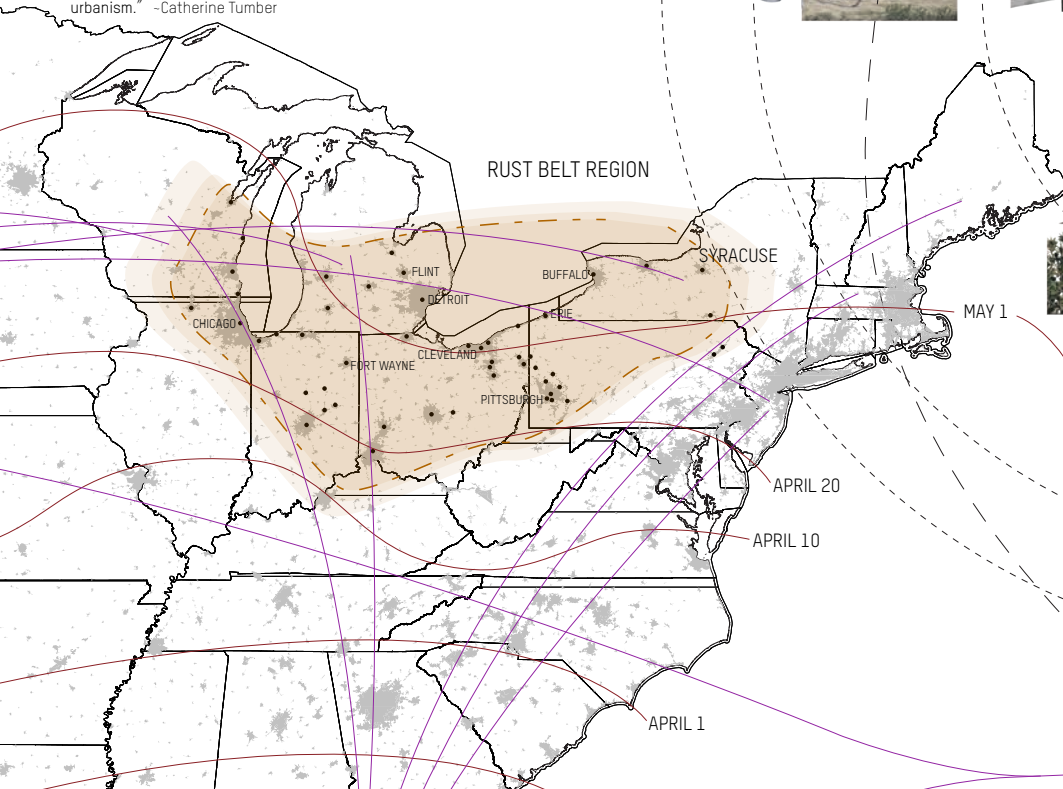 urbanism." ~Catherine Tumber
RUST BELT REGION
SYRACUSE
BUFFALO
FLINT
DETROIT
ERIE
MAY 1
CHICAGO
CLEVELAND
FORT WAYNE
PITTSBURGH
APRIL 20
APRIL 10
APRIL 1